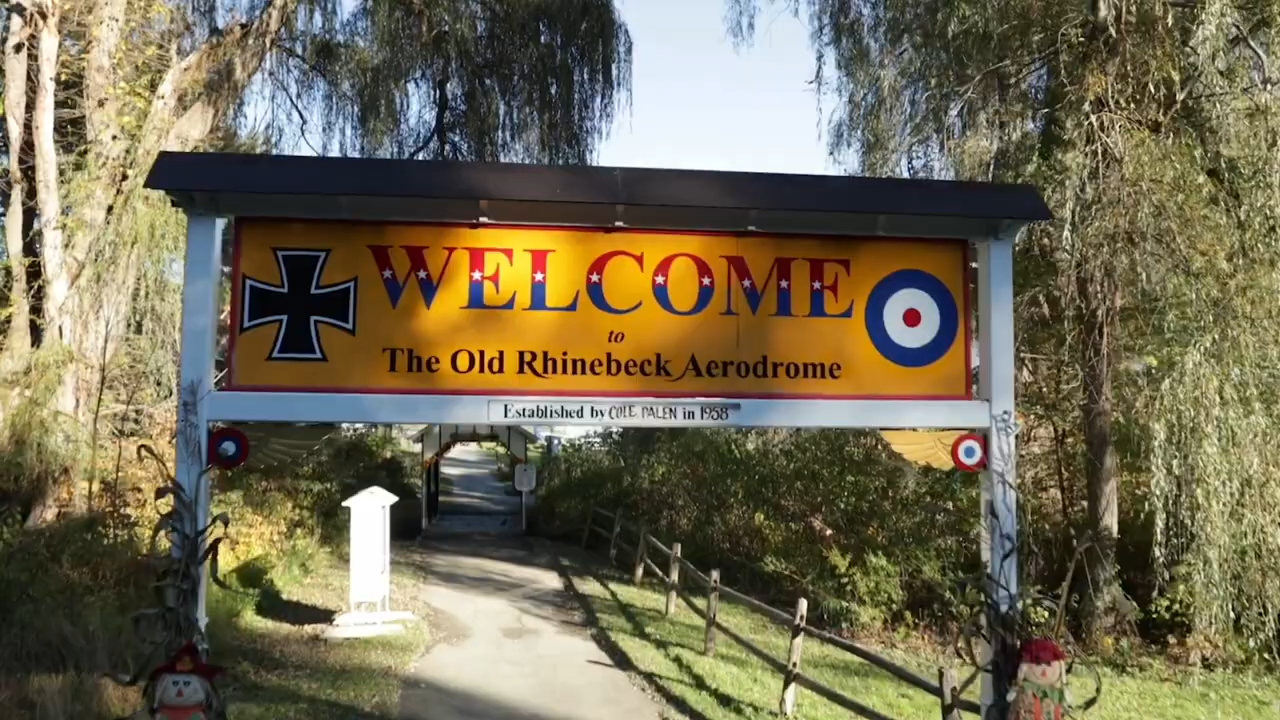 WELCOME
to
The Old Rhinebeck Aerodrome
Established by COLE PALEN in 1958